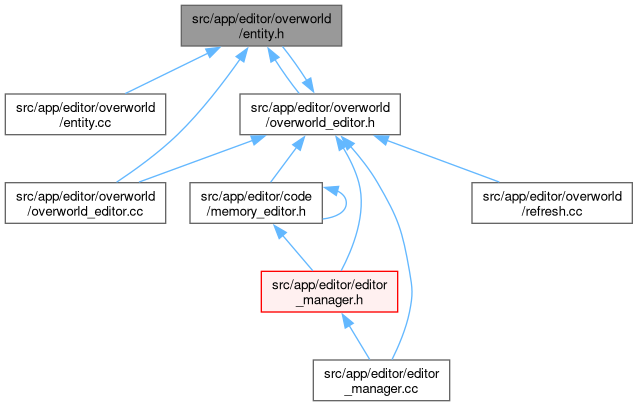 src/app/editor/overworld
/entity.h
src/app/editor/overworld
/entity.cc
src/app/editor/overworld
/overworld_editor.h
src/app/editor/overworld
/overworld_editor.cc
src/app/editor/code
/memory_editor.h
src/app/editor/overworld
/refresh.cc
src/app/editor/editor
_manager.h
src/app/editor/editor
_manager.cc